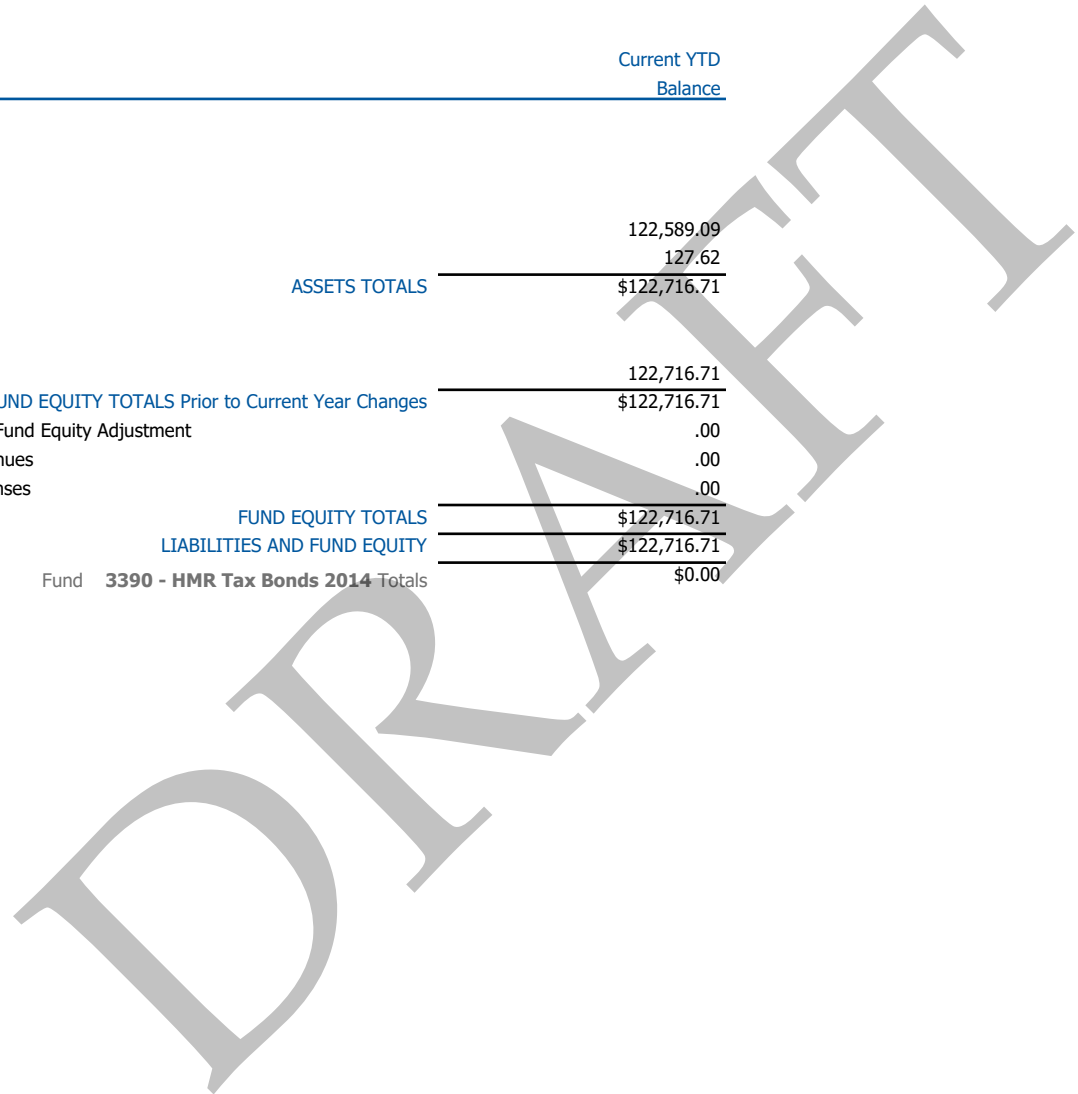 Current YTD
Balance
122,589.09
127.62
ASSETS TOTALS $122,716.71
122,716.71
UND EQUITY TOTALS Prior to Current Year Changes $122,716.71
Fund Equity Adjustment .00
nues .00
nses .00
FUND EQUITY TOTALS $122,716.71
LIABILITIES AND FUND EQUITY $122,716.71
Fund 3390 - HMR Tax Bonds 2014 Totals $0.00
DRAFT